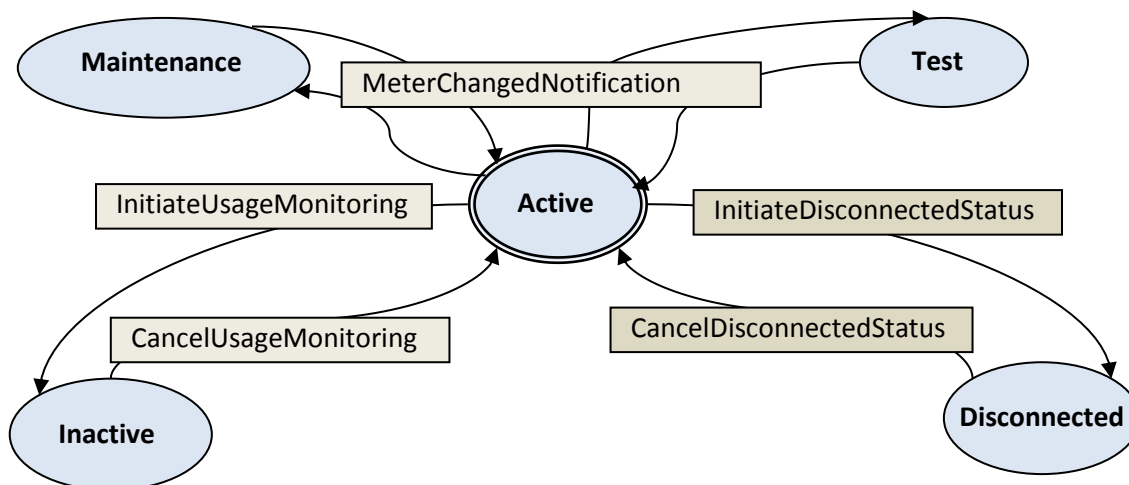 Maintenance
Test
MeterChangedNotification
InitiateUsageMonitoring
Active
InitiateDisconnectedStatus
CancelUsageMonitoring
CancelDisconnectedStatus
Inactive
Disconnected